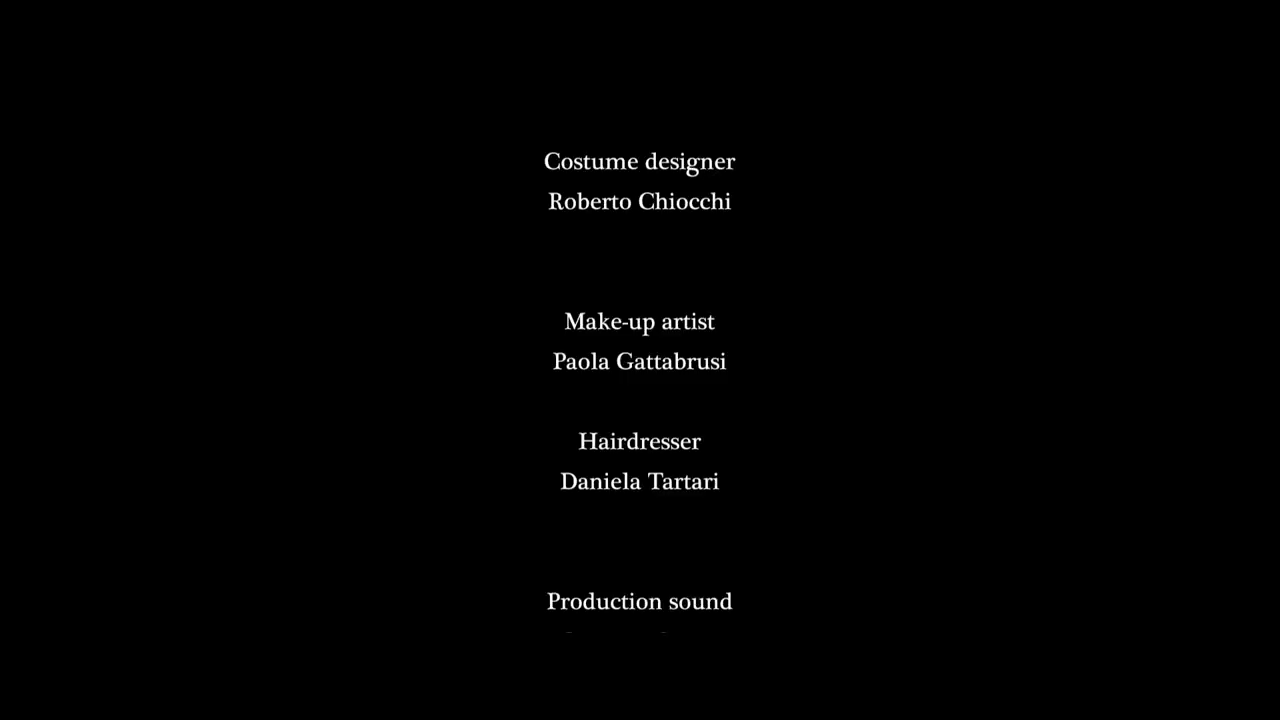 Costume designer
Roberto Chiocchi
Make-up artist
Paola Gattabrusi
Hairdresser
Daniela Tartari
Production sound